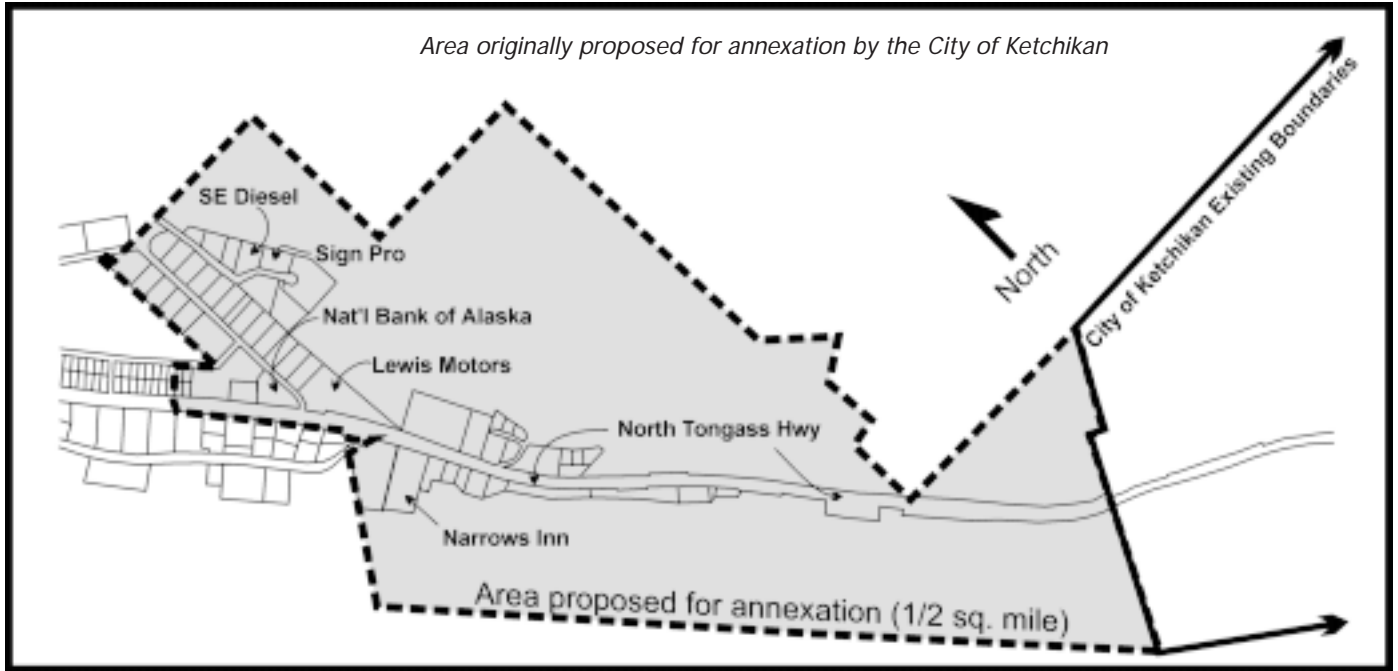 Area originally proposed for annexation by the City of Ketchikan
City of Ketchikan Existing Boundaries
SE Diesel
Sign Pro
North
Nat'l Bank of Alaska
Lewis Motors
North Tongass Hwy
Narrows Inn
Area proposed for annexation (1/2 sq. mile)